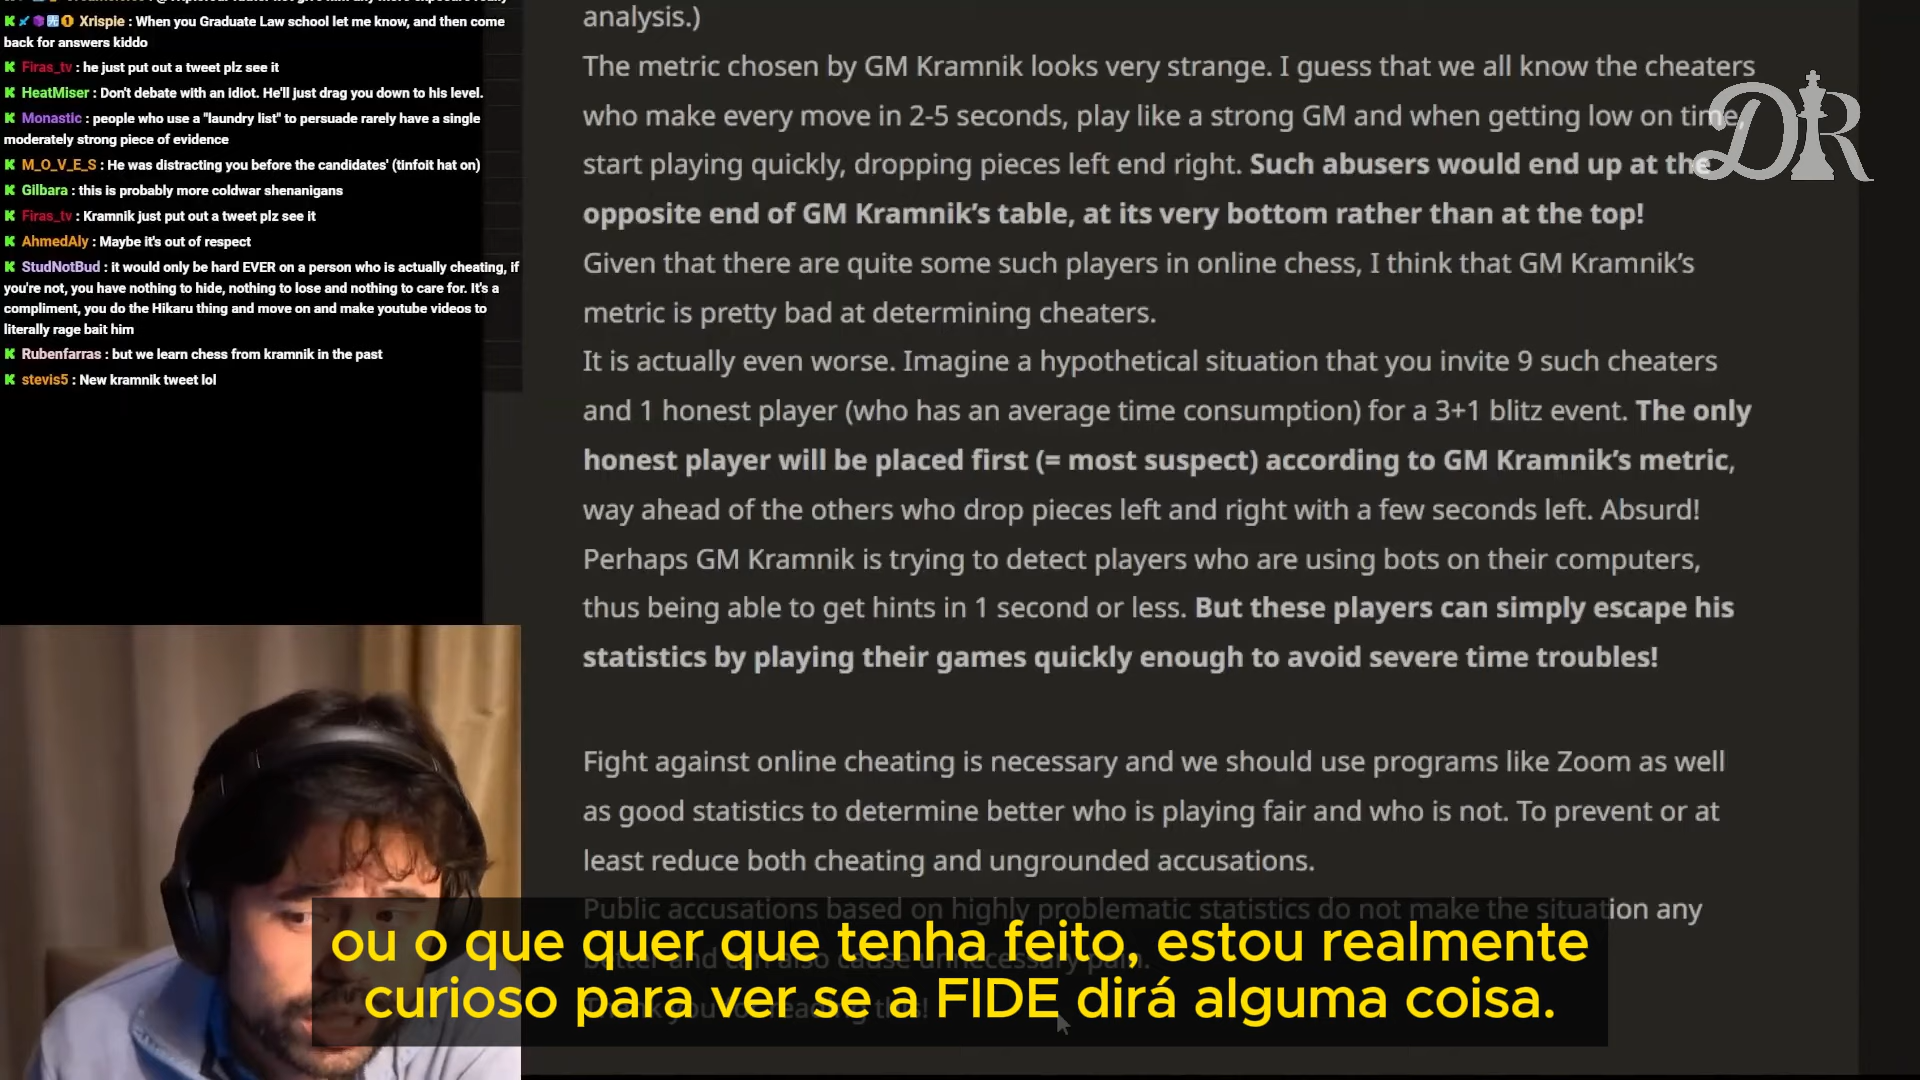 Xrispie : When you Graduate Law school let me know, and then come
back for answers kiddo
Firas_tv : he just put out a tweet plz see it
HeatMiser : Don't debate with an idiot. He'll just drag you down to his level.
Monastic : people who use a "laundry list" to persuade rarely have a single
moderately strong piece of evidence
M_O_V_E_S : He was distracting you before the candidates' (tinfoit hat on)
Gilbara : this is probably more coldwar shenanigans
Firas_tv : Kramnik just put out a tweet plz see it
AhmedAly : Maybe it's out of respect
StudNotBud : it would only be hard EVER on a person who is actually cheating, if
you're not, you have nothing to hide, nothing to lose and nothing to care for. It's a
compliment, you do the Hikaru thing and move on and make youtube videos to
literally rage bait him
Rubenfarras : but we learn chess from kramnik in the past
stevis5 : New kramnik tweet lol
analysis.)
The metric chosen by GM Kramnik looks very strange. I guess that we all know the cheaters
who make every move in 2-5 seconds, play like a strong GM and when getting low on time,
start playing quickly, dropping pieces left end right. Such abusers would end up at the
opposite end of GM Kramnik's table, at its very bottom rather than at the top!
Given that there are quite some such players in online chess, I think that GM Kramnik's
metric is pretty bad at determining cheaters.
It is actually even worse. Imagine a hypothetical situation that you invite 9 such cheaters
and 1 honest player (who has an average time consumption) for a 3+1 blitz event. The only
honest player will be placed first (= most suspect) according to GM Kramnik's metric,
way ahead of the others who drop pieces left and right with a few seconds left. Absurd!
Perhaps GM Kramnik is trying to detect players who are using bots on their computers,
thus being able to get hints in 1 second or less. But these players can simply escape his
statistics by playing their games quickly enough to avoid severe time troubles!
Fight against online cheating is necessary and we should use programs like Zoom as well
as good statistics to determine better who is playing fair and who is not. To prevent or at
least reduce both cheating and ungrounded accusations.
Public accusations based on highly problematic statistics do not make the situation any
better and can also cause unnecessary pain.
Thank you for reading this!
DR
ou o que quer que tenha feito, estou realmente
curioso para ver se a FIDE dirá alguma coisa.